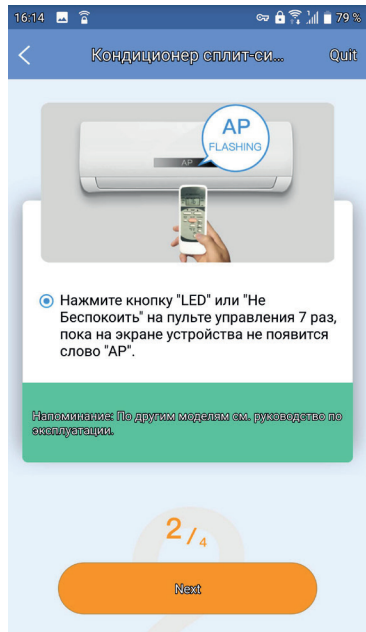 16:14 79 %
Кондиционер сплит-си... Quit
AP
FLASHING
AP
Нажмите кнопку "LED" или "Не
Беспокоить" на пульте управления 7 раз,
пока на экране устройства не появится
слово "AP".
Напоминание: По другим моделям см. руководство по
эксплуатации.
2/4
Next